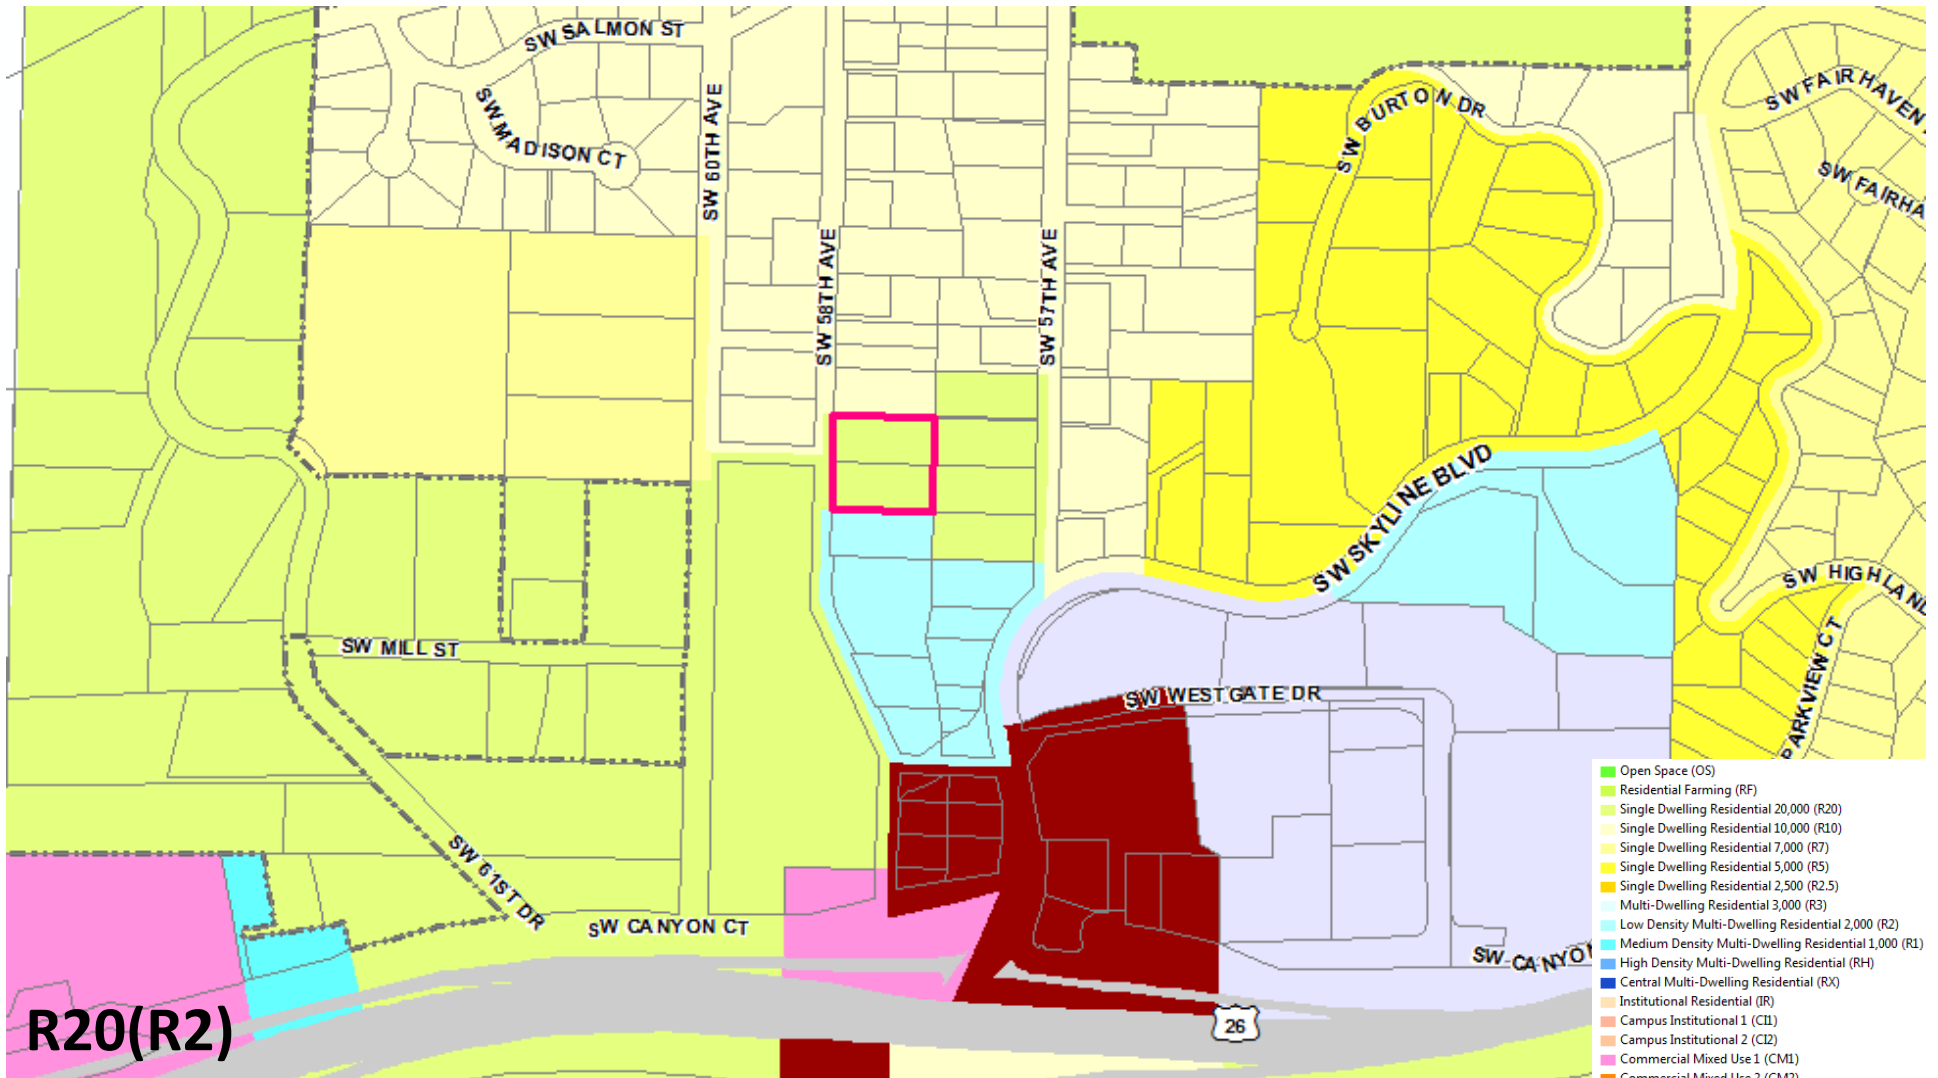 SW SALMON ST
SW MADISON CT
SW 60TH AVE
SW 58TH AVE
SW 57TH AVE
SW BURTON DR
SW FAIRHAVEN
SW FAIRHA
SW SKYLINE BLVD
SW HIGHLAND
PARKVIEW CT
SW MILL ST
SW WESTGATE DR
SW 61ST DR
SW CANYON CT
SW CANYON
26
R20(R2)
Open Space (OS)
Residential Farming (RF)
Single Dwelling Residential 20,000 (R20)
Single Dwelling Residential 10,000 (R10)
Single Dwelling Residential 7,000 (R7)
Single Dwelling Residential 5,000 (R5)
Single Dwelling Residential 2,500 (R2.5)
Multi-Dwelling Residential 3,000 (R3)
Low Density Multi-Dwelling Residential 2,000 (R2)
Medium Density Multi-Dwelling Residential 1,000 (R1)
High Density Multi-Dwelling Residential (RH)
Central Multi-Dwelling Residential (RX)
Institutional Residential (IR)
Campus Institutional 1 (CI1)
Campus Institutional 2 (CI2)
Commercial Mixed Use 1 (CM1)
Commercial Mixed Use 2 (CM2)